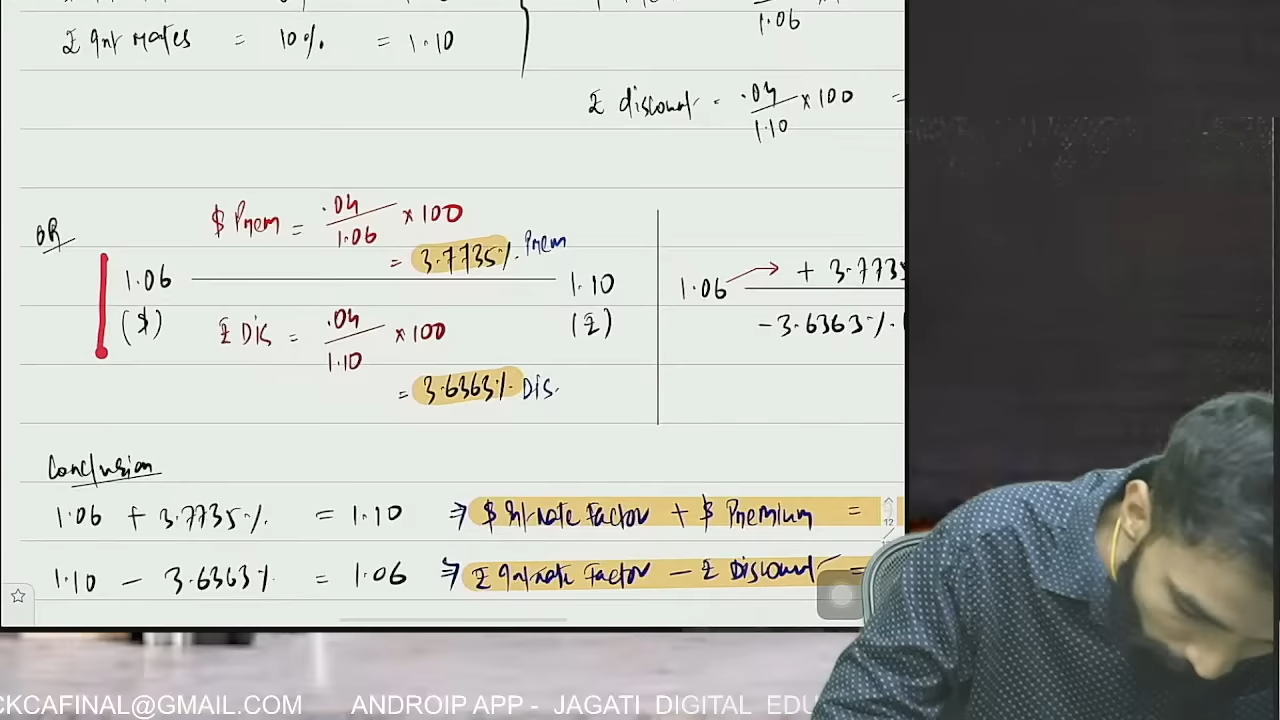 ₹ Int Rates = 10% = 1.10
1.06
₹ discount = .04/1.10 × 100 =
OR
$ Prem = .04/1.06 × 100
= 3.7735% Prem
1.06 1.10
($) (₹)
₹ Dis = .04/1.10 × 100
= 3.6363% Dis.
1.06 → + 3.7735
- 3.6363%
Conclusion
1.06 + 3.7735% = 1.10 ⇒ $ Int rate Factor + $ Premium =
1.10 - 3.6363% = 1.06 ⇒ ₹ Int rate Factor - ₹ Discount =
12
CKCAFINAL@GMAIL.COM ANDROIP APP - JAGATI DIGITAL EDU